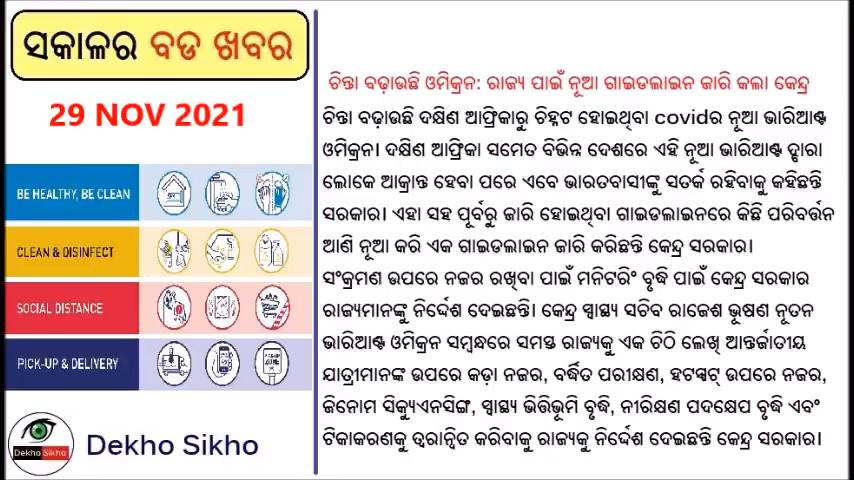 ସକାଳର ବଡ ଖବର
29 NOV 2021
BE HEALTHY, BE CLEAN
CLEAN & DISINFECT
SOCIAL DISTANCE
PICK-UP & DELIVERY
Dekho Sikho
Dekho Sikho
ଚିନ୍ତା ବଢ଼ାଉଛି ଓମିକ୍ରନ: ରାଜ୍ୟ ପାଇଁ ନୂଆ ଗାଇଡଲାଇନ ଜାରି କଲା କେନ୍ଦ୍ର
ଚିନ୍ତା ବଢ଼ାଉଛି ଦକ୍ଷିଣ ଆଫ୍ରିକାରୁ ଚିହ୍ନଟ ହୋଇଥିବା covidର ନୂଆ ଭାରିଆଣ୍ଟ
ଓମିକ୍ରନ। ଦକ୍ଷିଣ ଆଫ୍ରିକା ସମେତ ବିଭିନ୍ନ ଦେଶରେ ଏହି ନୂଆ ଭାରିଆଣ୍ଟ ଦ୍ବାରା
ଲୋକେ ଆକ୍ରାନ୍ତ ହେବା ପରେ ଏବେ ଭାରତବାସୀଙ୍କୁ ସତର୍କ ରହିବାକୁ କହିଛନ୍ତି
ସରକାର। ଏହା ସହ ପୂର୍ବରୁ ଜାରି ହୋଇଥିବା ଗାଇଡଲାଇନରେ କିଛି ପରିବର୍ତ୍ତନ
ଆଣି ନୂଆ କରି ଏକ ଗାଇଡଲାଇନ ଜାରି କରିଛନ୍ତି କେନ୍ଦ୍ର ସରକାର।
ସଂକ୍ରମଣ ଉପରେ ନଜର ରଖିବା ପାଇଁ ମନିଟରିଂ ବୃଦ୍ଧି ପାଇଁ କେନ୍ଦ୍ର ସରକାର
ରାଜ୍ୟମାନଙ୍କୁ ନିର୍ଦ୍ଦେଶ ଦେଇଛନ୍ତି। କେନ୍ଦ୍ର ସ୍ୱାସ୍ଥ୍ୟ ସଚିବ ରାଜେଶ ଭୂଷଣ ନୂତନ
ଭାରିଆଣ୍ଟ ଓମିକ୍ରନ ସମ୍ବନ୍ଧରେ ସମସ୍ତ ରାଜ୍ୟକୁ ଏକ ଚିଠି ଲେଖି ଆନ୍ତର୍ଜାତୀୟ
ଯାତ୍ରୀମାନଙ୍କ ଉପରେ କଡ଼ା ନଜର, ବର୍ଦ୍ଧିତ ପରୀକ୍ଷଣ, ହଟସ୍ପଟ୍ ଉପରେ ନଜର,
ଜିନୋମ ସିକ୍ୟୁଏନସିଙ୍ଗ, ସ୍ୱାସ୍ଥ୍ୟ ଭିତ୍ତିଭୂମି ବୃଦ୍ଧି, ନୀରିକ୍ଷଣ ପଦକ୍ଷେପ ବୃଦ୍ଧି ଏବଂ
ଟିକାକରଣକୁ ତ୍ୱରାନ୍ୱିତ କରିବାକୁ ରାଜ୍ୟକୁ ନିର୍ଦ୍ଦେଶ ଦେଇଛନ୍ତି କେନ୍ଦ୍ର ସରକାର।